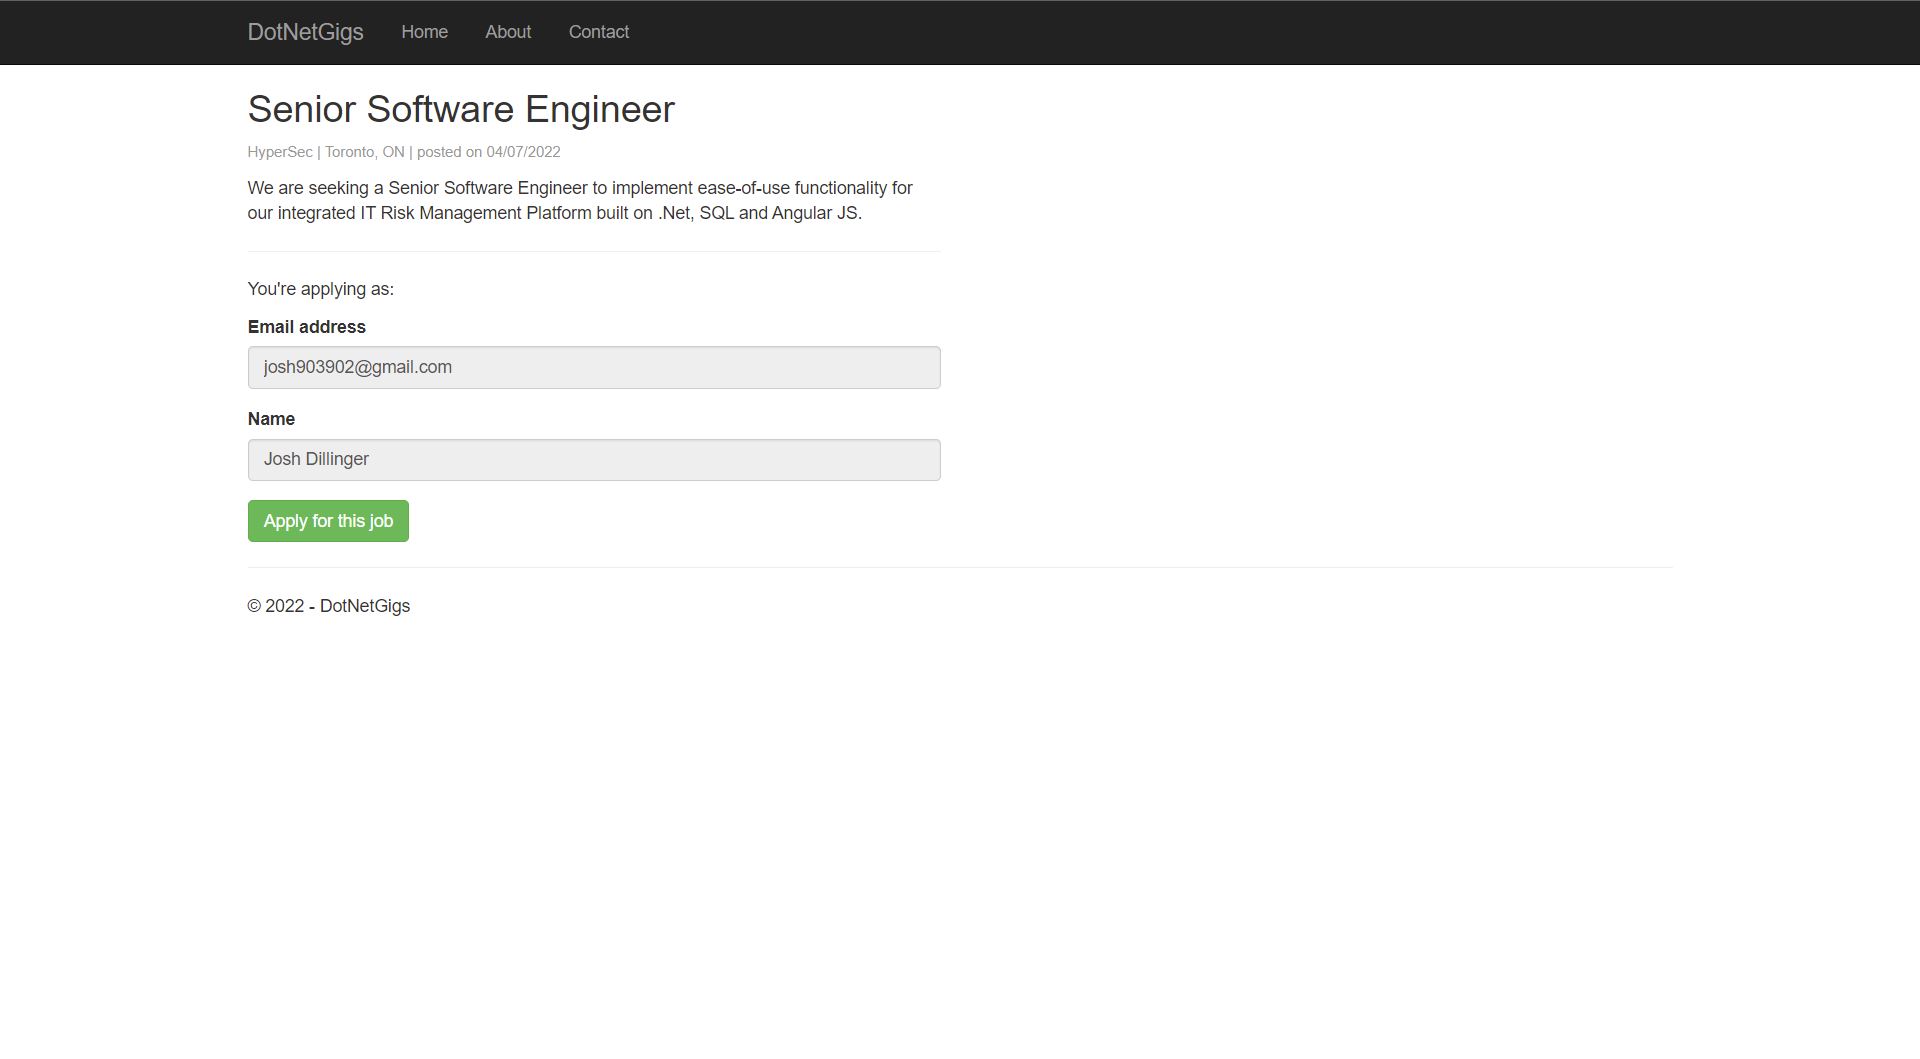 DotNetGigs Home About Contact
Senior Software Engineer
HyperSec | Toronto, ON | posted on 04/07/2022
We are seeking a Senior Software Engineer to implement ease-of-use functionality for
our integrated IT Risk Management Platform built on .Net, SQL and Angular JS.
You're applying as:
Email address
josh903902@gmail.com
Name
Josh Dillinger
Apply for this job
© 2022 - DotNetGigs